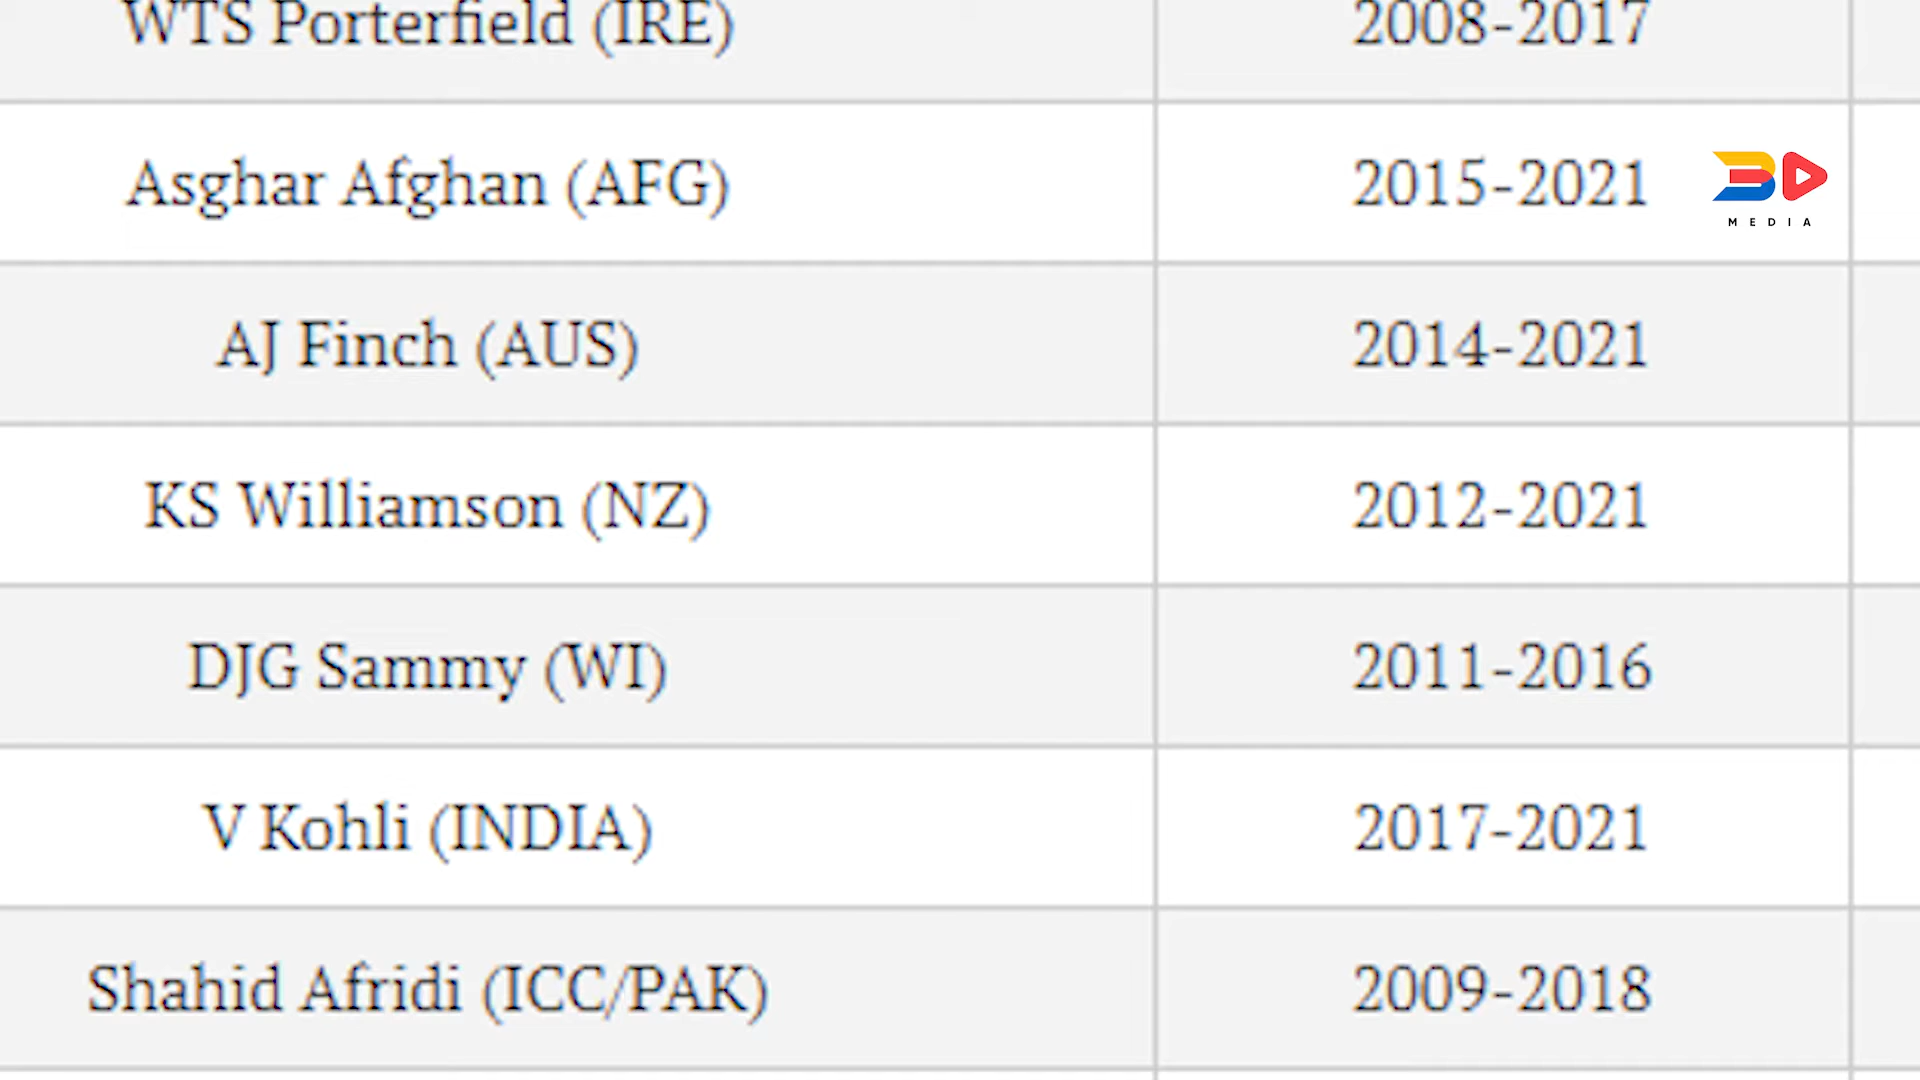 WTS Porterfield (IRE) 2008-2017
Asghar Afghan (AFG) 2015-2021
MEDIA
AJ Finch (AUS) 2014-2021
KS Williamson (NZ) 2012-2021
DJG Sammy (WI) 2011-2016
V Kohli (INDIA) 2017-2021
Shahid Afridi (ICC/PAK) 2009-2018